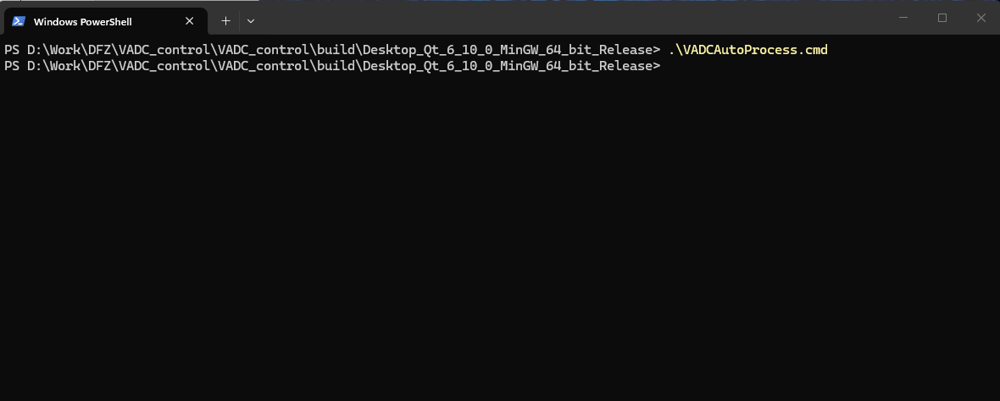 Windows PowerShell
PS D:\Work\DFZ\VADC_control\VADC_control\build\Desktop_Qt_6_10_0_MinGW_64_bit_Release> .\VADCAutoProcess.cmd
PS D:\Work\DFZ\VADC_control\VADC_control\build\Desktop_Qt_6_10_0_MinGW_64_bit_Release>